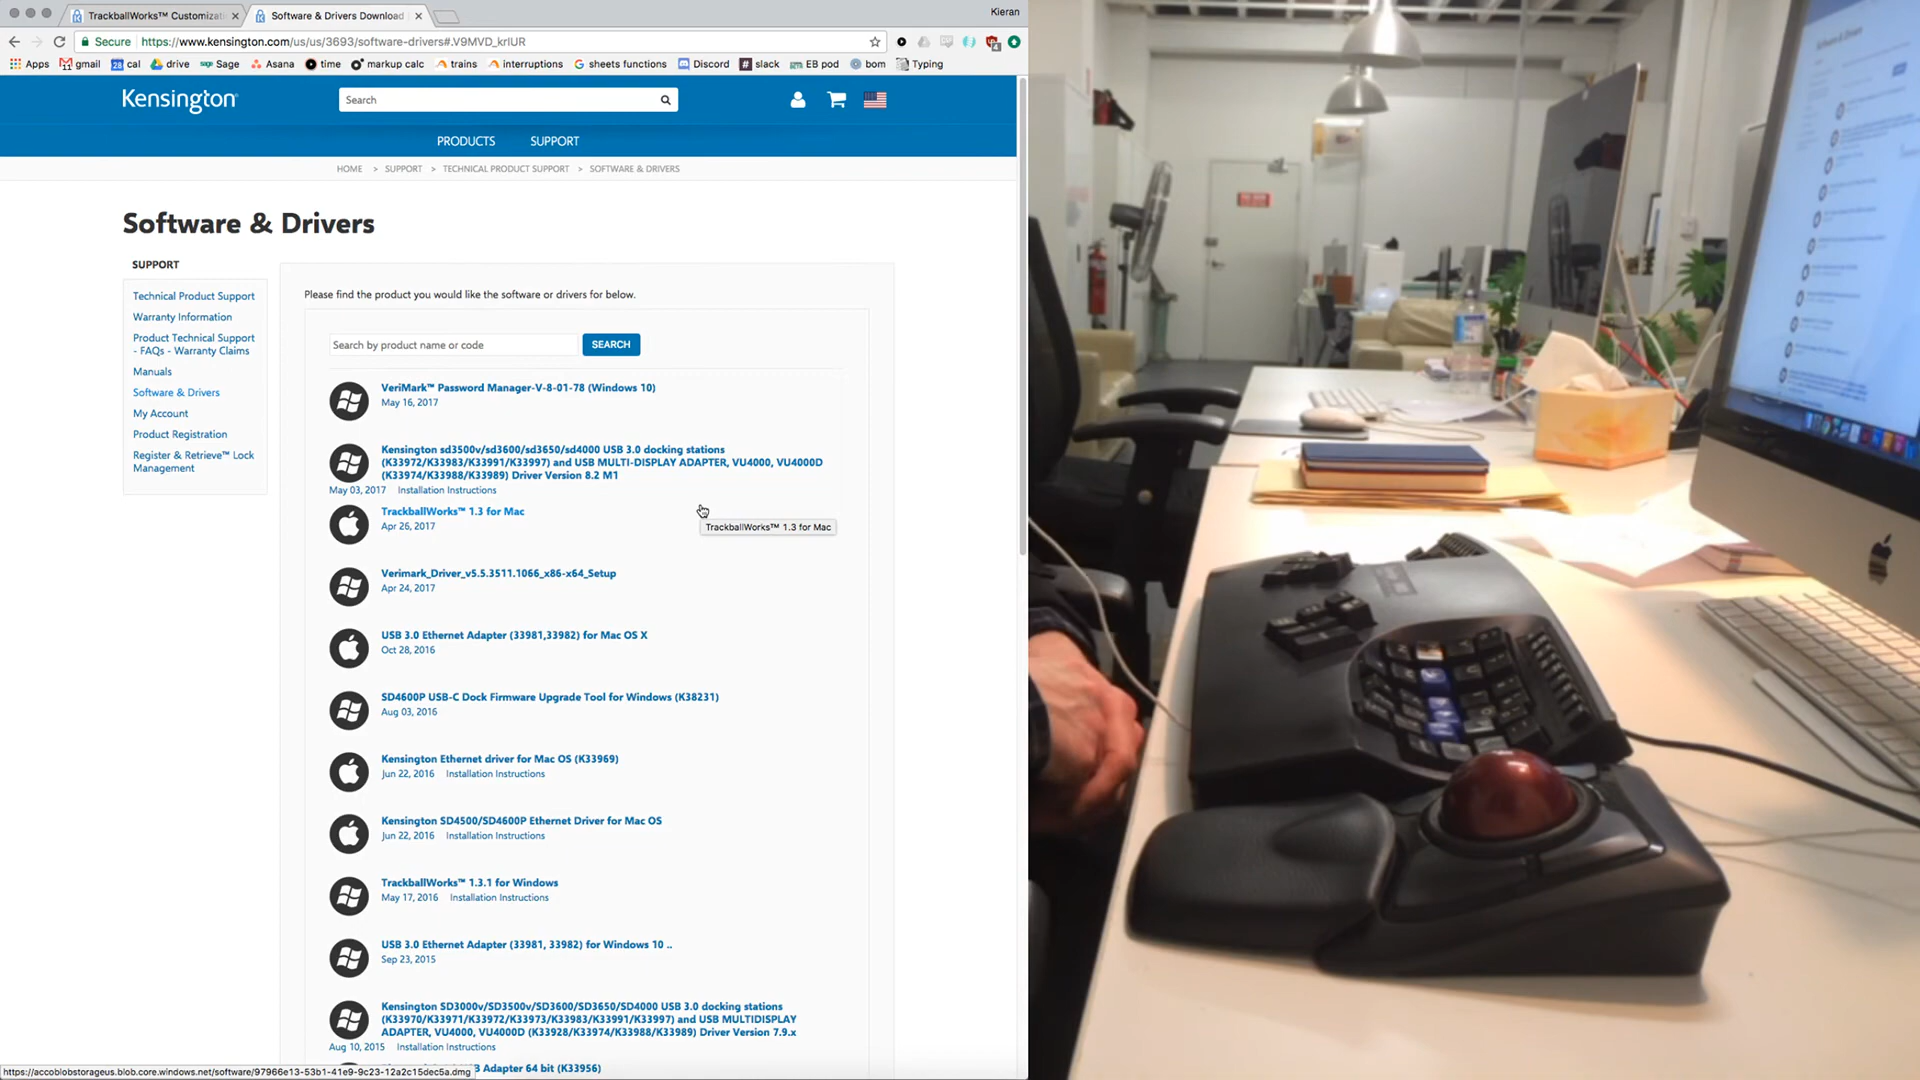 TrackballWorks™ Customizat
Software & Drivers Download
Kieran
Secure
https://www.kensington.com/us/us/3693/software-drivers#.V9MVD_krIUR
Apps
gmail
28
cal
drive
Sage
Asana
time
markup calc
trains
interruptions
sheets functions
Discord
slack
EB pod
bom
Typing
Kensington
Search
PRODUCTS
SUPPORT
HOME > SUPPORT > TECHNICAL PRODUCT SUPPORT > SOFTWARE & DRIVERS
Software & Drivers
SUPPORT
Technical Product Support
Warranty Information
Product Technical Support
- FAQs - Warranty Claims
Manuals
Software & Drivers
My Account
Product Registration
Register & Retrieve™ Lock
Management
Please find the product you would like the software or drivers for below.
Search by product name or code
SEARCH
VeriMark™ Password Manager-V-8-01-78 (Windows 10)
May 16, 2017
Kensington sd3500v/sd3600/sd3650/sd4000 USB 3.0 docking stations
(K33972/K33983/K33991/K33997) and USB MULTI-DISPLAY ADAPTER, VU4000, VU4000D
(K33974/K33988/K33989) Driver Version 8.2 M1
May 03, 2017 Installation Instructions
TrackballWorks™ 1.3 for Mac
Apr 26, 2017
TrackballWorks™ 1.3 for Mac
Verimark_Driver_v5.5.3511.1066_x86-x64_Setup
Apr 24, 2017
USB 3.0 Ethernet Adapter (33981,33982) for Mac OS X
Oct 28, 2016
SD4600P USB-C Dock Firmware Upgrade Tool for Windows (K38231)
Aug 03, 2016
Kensington Ethernet driver for Mac OS (K33969)
Jun 22, 2016 Installation Instructions
Kensington SD4500/SD4600P Ethernet Driver for Mac OS
Jun 22, 2016 Installation Instructions
TrackballWorks™ 1.3.1 for Windows
May 17, 2016 Installation Instructions
USB 3.0 Ethernet Adapter (33981, 33982) for Windows 10 ..
Sep 23, 2015
Kensington SD3000v/SD3500v/SD3600/SD3650/SD4000 USB 3.0 docking stations
(K33970/K33971/K33972/K33973/K33983/K33991/K33997) and USB MULTIDISPLAY
ADAPTER, VU4000, VU4000D (K33928/K33974/K33988/K33989) Driver Version 7.9.x
Aug 10, 2015 Installation Instructions
B Adapter 64 bit (K33956)
https://accoblobstorageus.blob.core.windows.net/software/97966e13-53b1-41e9-9c23-12a2c15dec5a.dmg